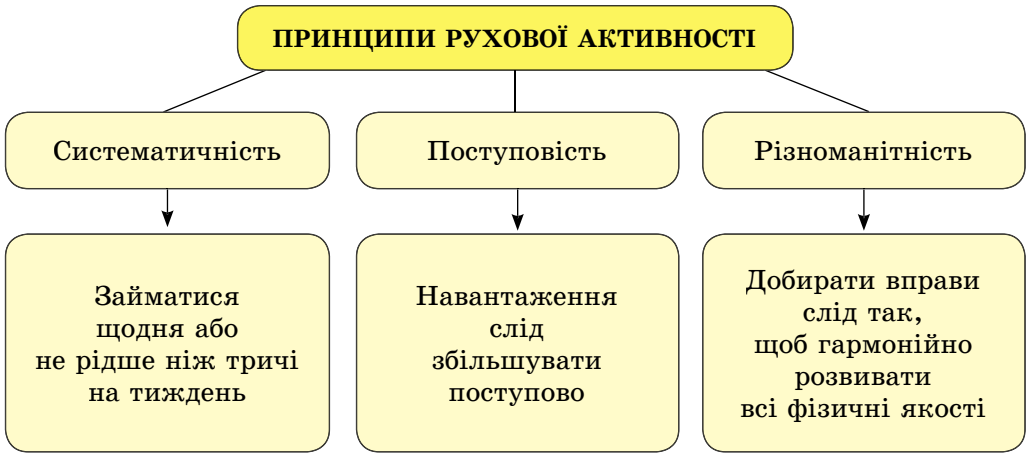 ПРИНЦИПИ РУХОВОЇ АКТИВНОСТІ
Систематичність
Поступовість
Різноманітність
Займатися
щодня або
не рідше ніж тричі
на тиждень
Навантаження
слід
збільшувати
поступово
Добирати вправи
слід так,
щоб гармонійно
розвивати
всі фізичні якості